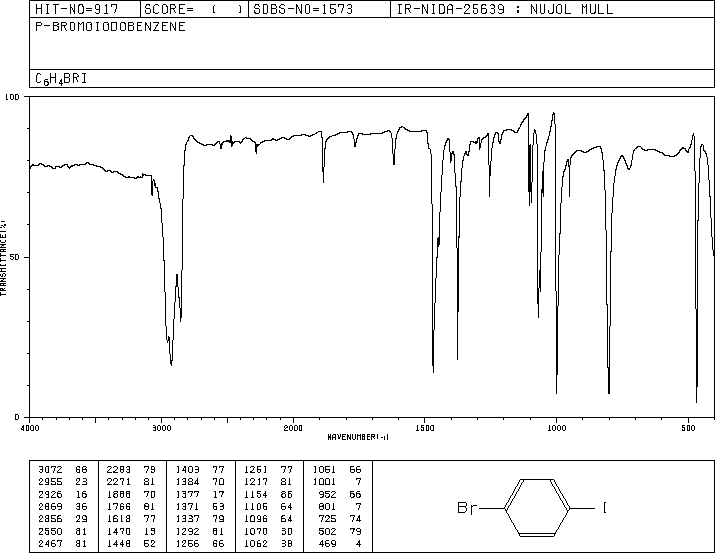 HIT-NO=917 SCORE= ( ) SDBS-NO=1573 IR-NIDA-25639 : NUJOL MULL
P-BROMOIODOBENZENE
C6H4BRI
100
50
0
TRANSMITTANCE(%)
4000 3000 2000 1500 1000 500
WAVENUMBER(-1)
3072 66 2283 79 1403 77 1261 77 1051 66
2955 23 2271 81 1384 70 1217 81 1001 7
2926 16 1888 70 1377 17 1154 86 952 66
2869 36 1766 81 1371 53 1106 64 801 7
2856 29 1618 77 1337 79 1096 64 725 74
2550 81 1470 13 1292 81 1070 30 502 79
2467 81 1448 52 1256 66 1062 38 469 4
Br I